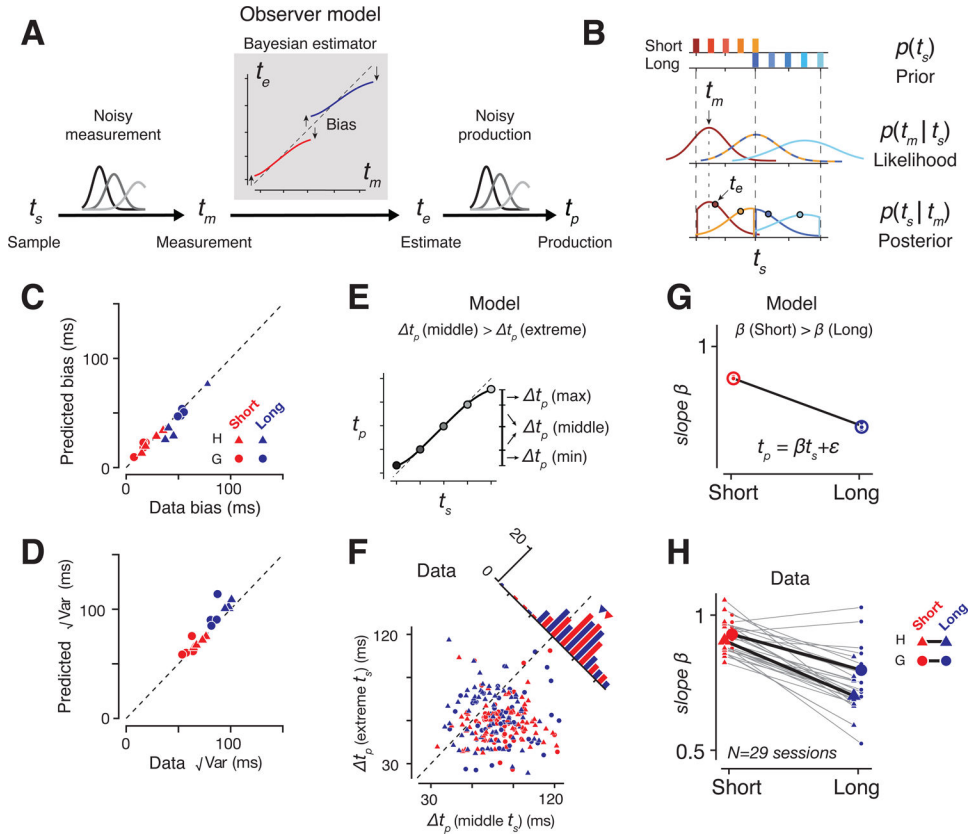 A
Observer model
Bayesian estimator
t_e
Bias
t_m
Noisy
measurement
Noisy
production
t_s
t_m
t_e
t_p
Sample
Measurement
Estimate
Production
B
Short
Long
p(t_s)
Prior
t_m
p(t_m | t_s)
Likelihood
t_e
p(t_s | t_m)
Posterior
t_s
C
Predicted bias (ms)
100
0
0
100
Data bias (ms)
Short
Long
H
G
D
Predicted √Var (ms)
100
0
0
100
Data √Var (ms)
E
Model
Δt_p (middle) > Δt_p (extreme)
t_p
t_s
Δt_p (max)
Δt_p (middle)
Δt_p (min)
F
Data
20
0
120
30
Δt_p (extreme t_s) (ms)
30
120
Δt_p (middle t_s) (ms)
G
Model
β (Short) > β (Long)
1
slope β
t_p = βt_s+ε
Short
Long
H
Data
1
0.5
slope β
N=29 sessions
Short
Long
Short
Long
H
G